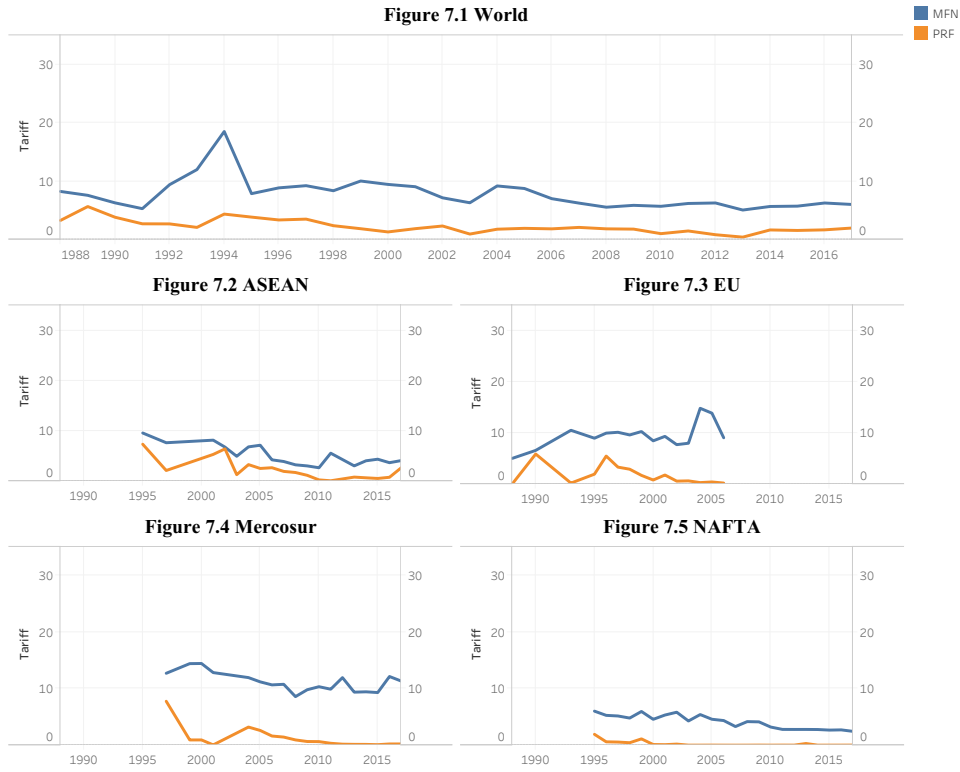 Figure 7.1 World
MFN
PRF
Tariff
30 30
20 20
10 10
0 0
1988 1990 1992 1994 1996 1998 2000 2002 2004 2006 2008 2010 2012 2014 2016
Figure 7.2 ASEAN
Tariff
30 30
20 20
10 10
0 0
1990 1995 2000 2005 2010 2015
Figure 7.3 EU
Tariff
30 30
20 20
10 10
0 0
1990 1995 2000 2005 2010 2015
Figure 7.4 Mercosur
Tariff
30 30
20 20
10 10
0 0
1990 1995 2000 2005 2010 2015
Figure 7.5 NAFTA
Tariff
30 30
20 20
10 10
0 0
1990 1995 2000 2005 2010 2015